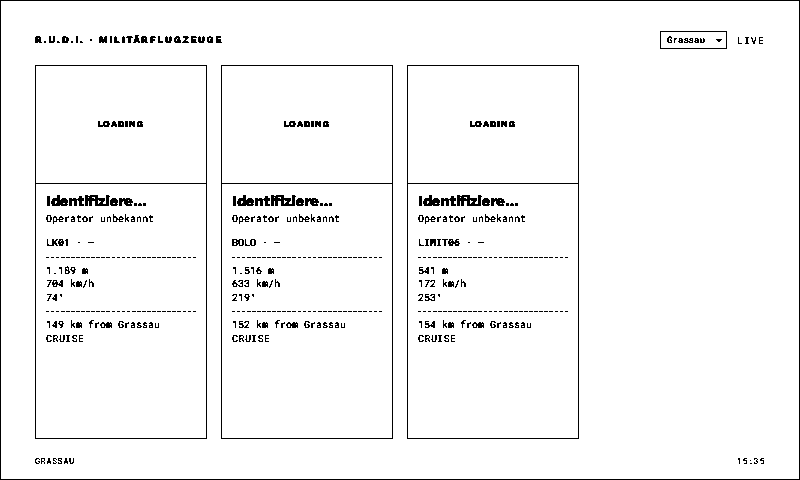 R.U.D.I. · MILITÄRFLUGZEUGE
Grassau
LIVE
LOADING
Identifiziere...
Operator unbekannt
LK01 · —
1.189 m
704 km/h
74°
149 km from Grassau
CRUISE
LOADING
Identifiziere...
Operator unbekannt
BOLO · —
1.516 m
633 km/h
219°
152 km from Grassau
CRUISE
LOADING
Identifiziere...
Operator unbekannt
LIMIT06 · —
541 m
172 km/h
253°
154 km from Grassau
CRUISE
GRASSAU
15:35